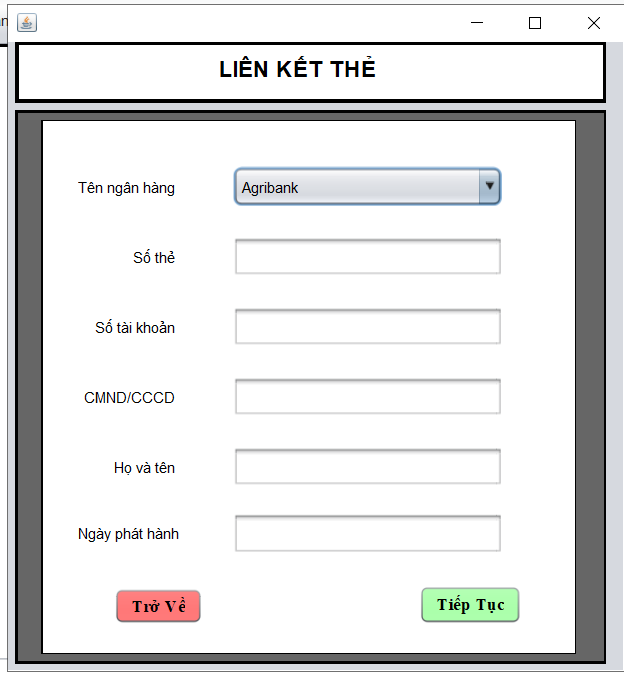 LIÊN KẾT THẺ
Tên ngân hàng
Agribank
Số thẻ
Số tài khoản
CMND/CCCD
Họ và tên
Ngày phát hành
Trở Về
Tiếp Tục